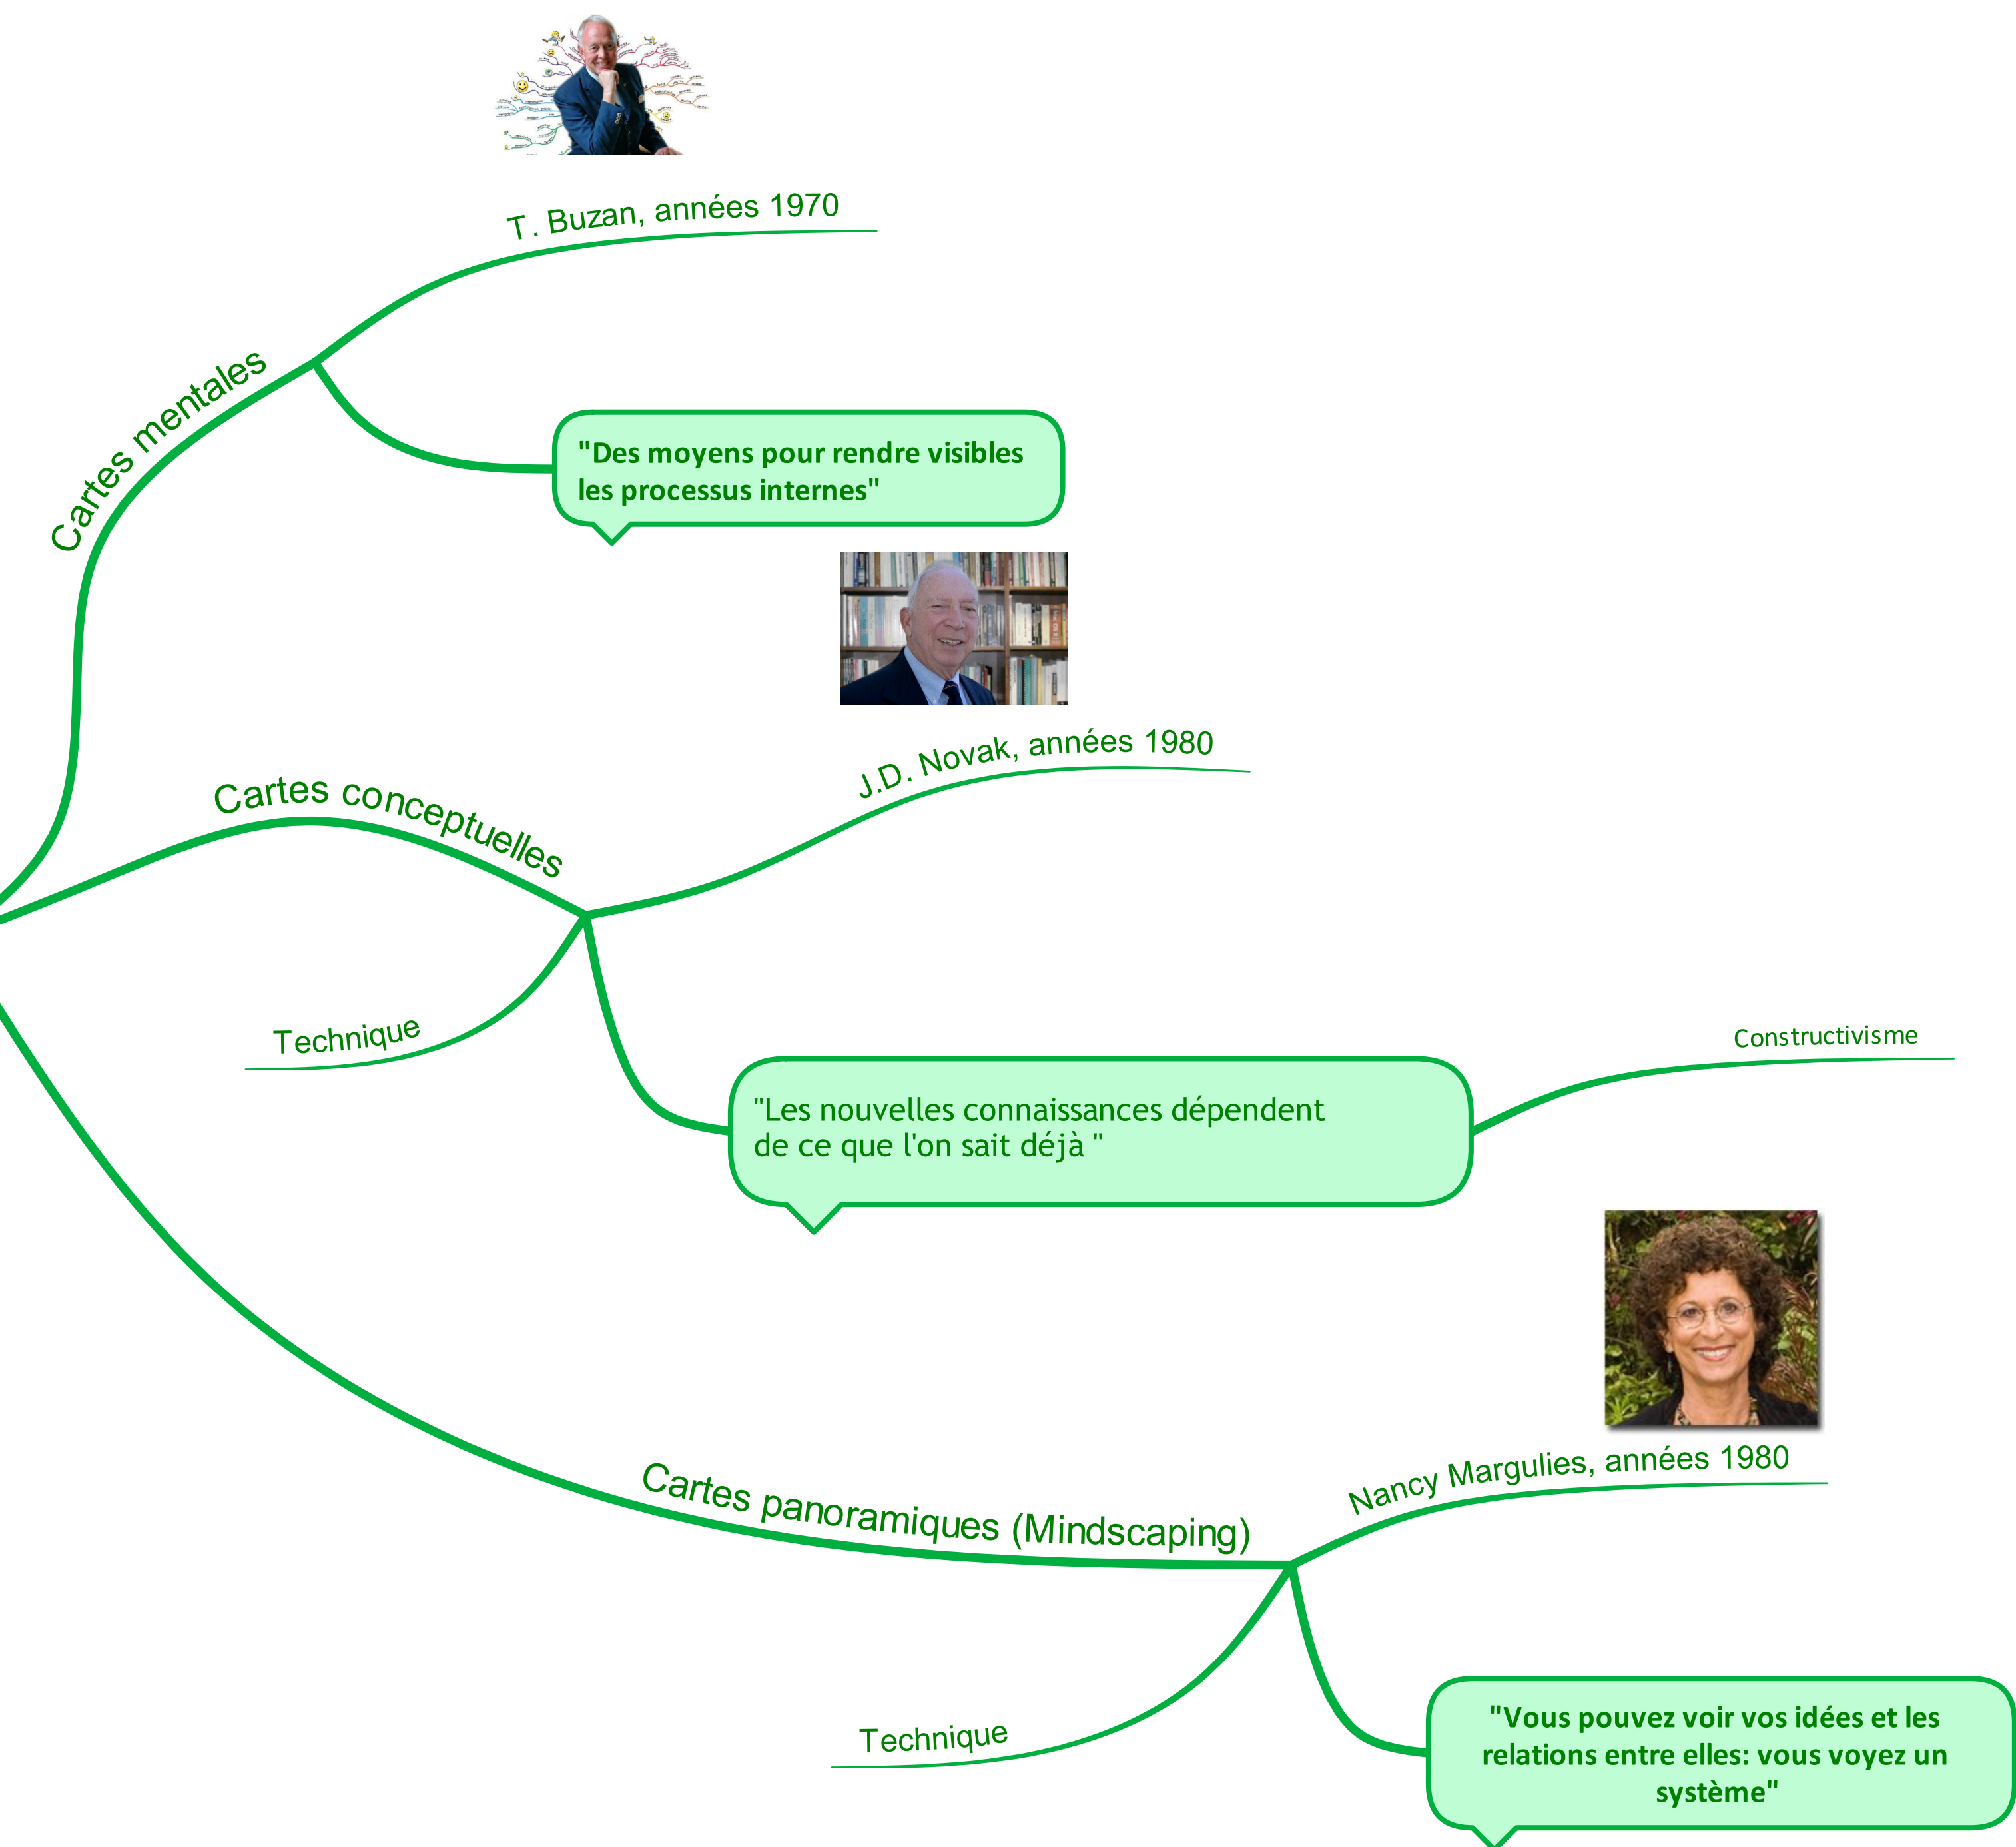 T. Buzan, années 1970
Cartes mentales
"Des moyens pour rendre visibles
les processus internes"
J.D. Novak, années 1980
Cartes conceptuelles
Technique
"Les nouvelles connaissances dépendent
de ce que l'on sait déjà "
Constructivisme
Nancy Margulies, années 1980
Cartes panoramiques (Mindscaping)
Technique
"Vous pouvez voir vos idées et les
relations entre elles: vous voyez un
système"